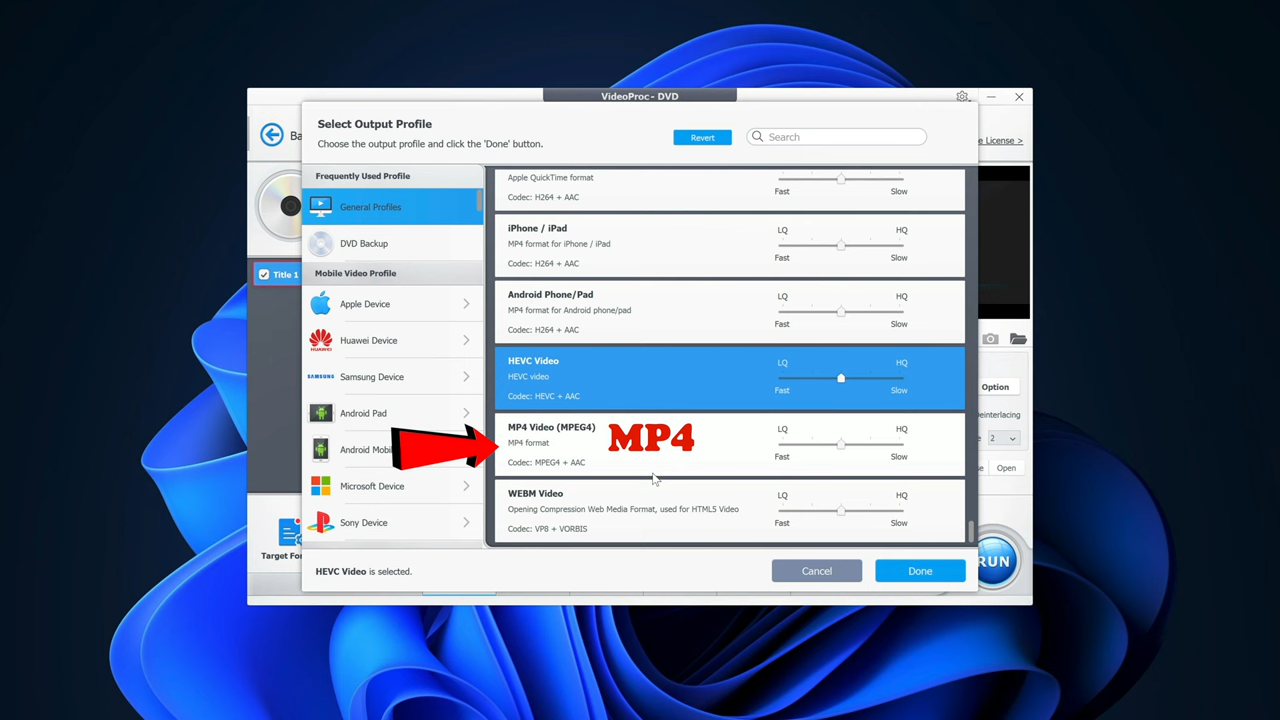 VideoProc - DVD
Select Output Profile
Choose the output profile and click the 'Done' button.
Revert
Search
Ba
e License >
Frequently Used Profile
General Profiles
DVD Backup
Mobile Video Profile
Apple Device
HUAWEI
Huawei Device
SAMSUNG
Samsung Device
Android Pad
Android Mobi
Microsoft Device
Sony Device
Title 1
Target For
Apple QuickTime format
Codec: H264 + AAC
Fast
Slow
iPhone / iPad
MP4 format for iPhone / iPad
Codec: H264 + AAC
LQ
HQ
Fast
Slow
Android Phone/Pad
MP4 format for Android phone/pad
Codec: H264 + AAC
LQ
HQ
Fast
Slow
HEVC Video
HEVC video
Codec: HEVC + AAC
LQ
HQ
Fast
Slow
MP4 Video (MPEG4)
MP4 format
Codec: MPEG4 + AAC
MP4
LQ
HQ
Fast
Slow
WEBM Video
Opening Compression Web Media Format, used for HTML5 Video
Codec: VP8 + VORBIS
LQ
HQ
Fast
Slow
Option
Deinterlacing
e
2
se
Open
RUN
HEVC Video is selected.
Cancel
Done